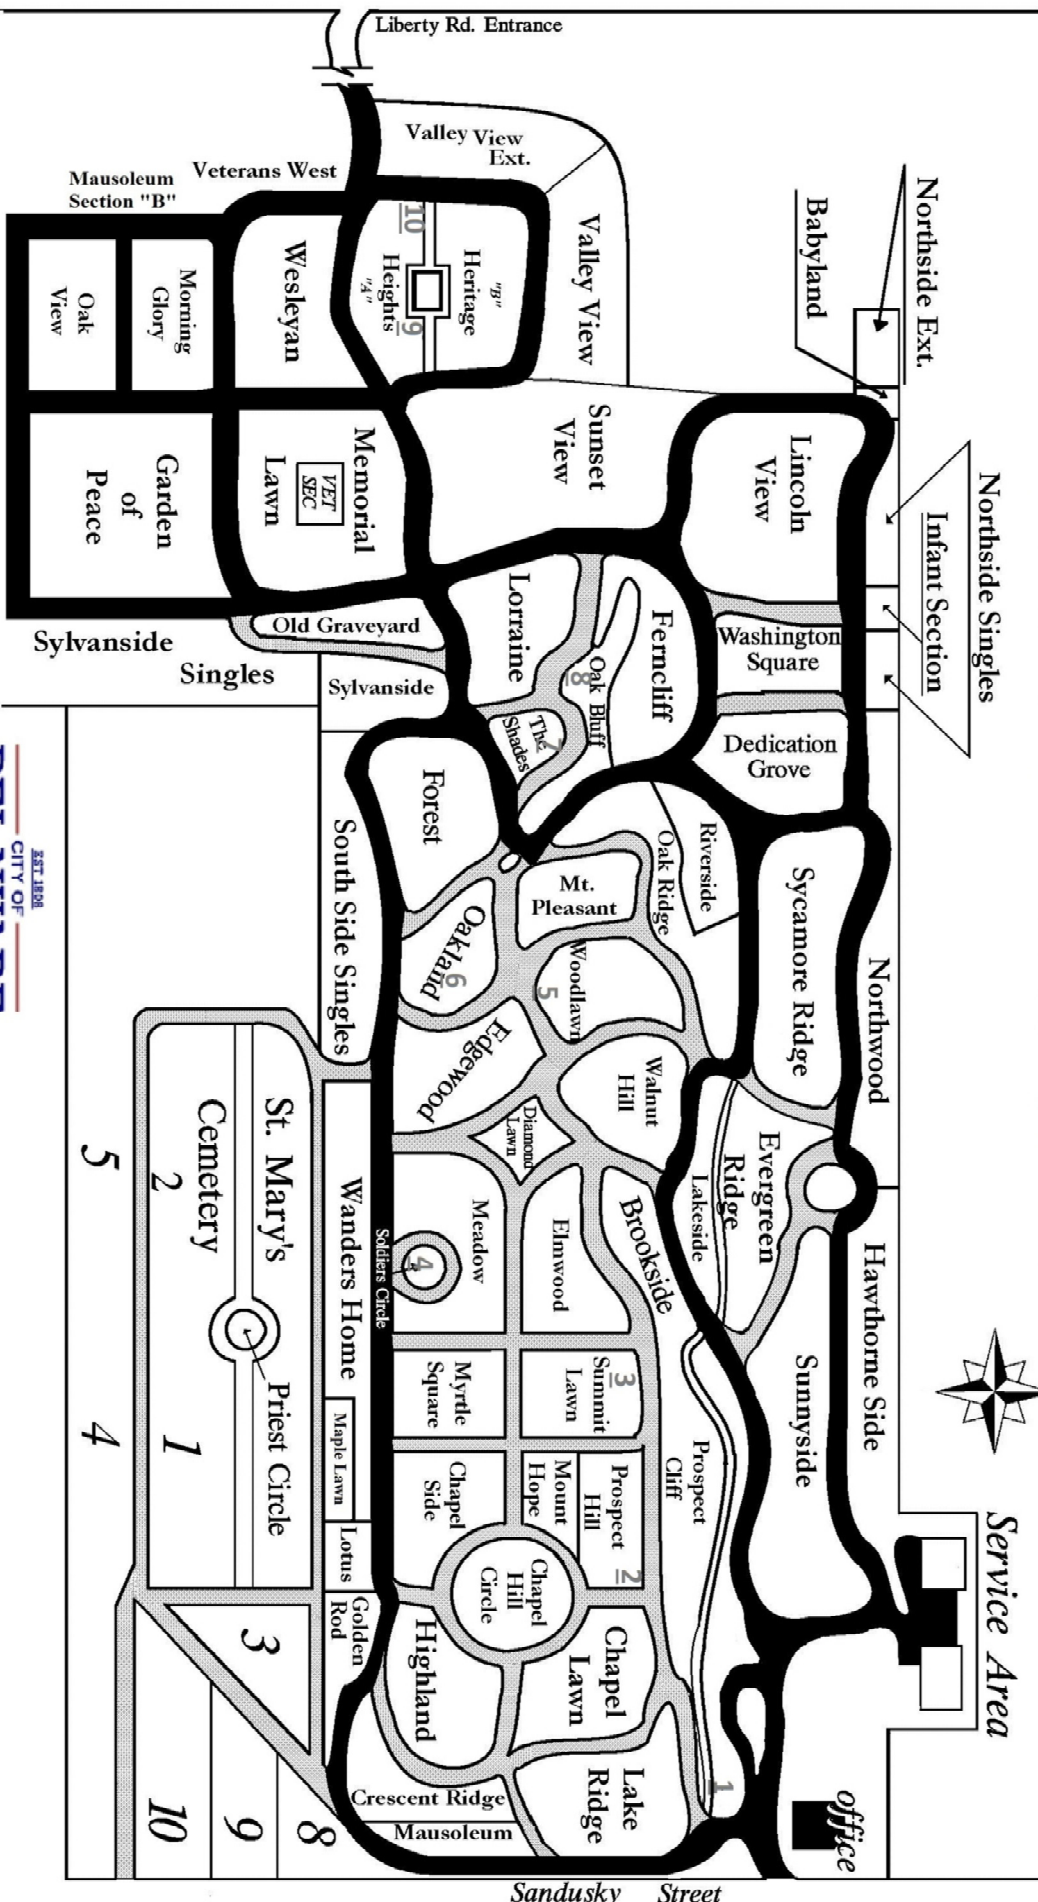 Liberty Rd. Entrance
Valley View
Ext.
Veterans West
Mausoleum
Section "B"
Northside Ext.
Babyland
Valley View
10
"B"
Heritage
Heights
"A"
9
Wesleyan
Morning
Glory
Oak
View
Sunset
View
Lincoln
View
Northside Singles
Infant Section
Memorial
Lawn
VET
SEC
Garden
of
Peace
Lorraine
Ferncliff
Washington
Square
Old Graveyard
Sylvanside
Singles
Sylvanside
Oak Bluff
8
The
Shades
7
Dedication
Grove
Forest
South Side Singles
Riverside
Oak Ridge
Mt.
Pleasant
Sycamore Ridge
Northwood
Oakland
6
Woodlawn
5
Edgewood
Walnut
Hill
Diamond
Lawn
Evergreen
Ridge
Lakeside
Brookside
Elmwood
Meadow
4
Soldiers Circle
Hawthorne Side
Sunnyside
Wanders Home
St. Mary's
Cemetery
2
5
Priest Circle
1
4
3
Summit
Lawn
Myrtle
Square
Prospect
Cliff
Maple Lawn
Chapel
Side
Mount
Hope
Prospect
Hill
2
Lotus
Chapel
Hill
Circle
Golden
Rod
Highland
Chapel
Lawn
Service Area
3
Lake
Ridge
1
office
Crescent Ridge
Mausoleum
8
9
10
Sandusky Street
EST 1808
CITY OF